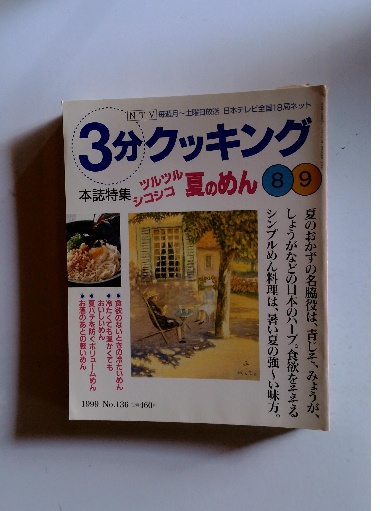 NTV 毎週月〜土曜日放送 日本テレビ全国18局ネット
3分クッキング
本誌特集
ツルツル
シコシコ
夏のめん
8 9
夏のおかずの名脇役は、青じそ、みょうが、
しょうがなどの日本のハーブ。食欲をそそる
シンプルめん料理は、暑い夏の強〜い味方。
●食欲のないときの冷たいめん
●冷たくても温かくても
おいしいめん
●夏バテを防ぐボリュームめん
●お酒のあとの軽いめん
1999 No.136
460